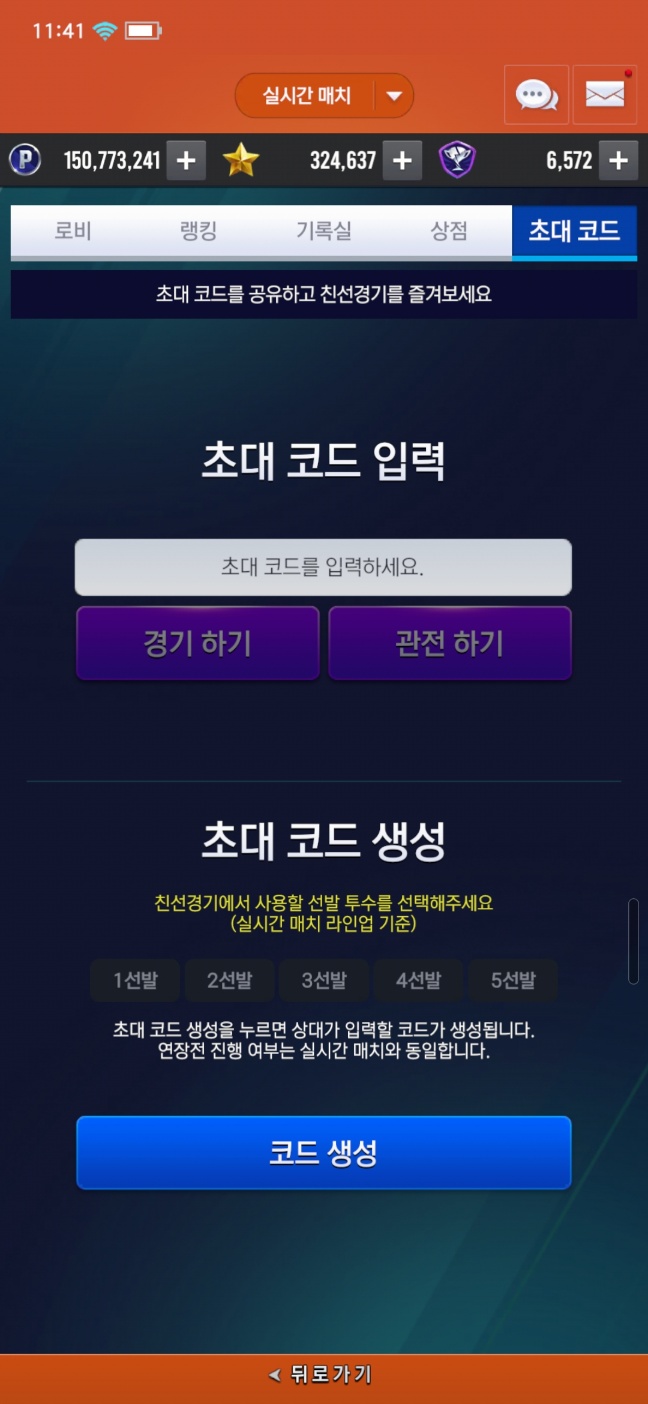 11:41
실시간 매치
P 150,773,241 + 324,637 + 6,572 +
로비 랭킹 기록실 상점 초대 코드
초대 코드를 공유하고 친선경기를 즐겨보세요
초대 코드 입력
초대 코드를 입력하세요.
경기 하기 관전 하기
초대 코드 생성
친선경기에서 사용할 선발 투수를 선택해주세요
(실시간 매치 라인업 기준)
1선발 2선발 3선발 4선발 5선발
초대 코드 생성을 누르면 상대가 입력할 코드가 생성됩니다.
연장전 진행 여부는 실시간 매치와 동일합니다.
코드 생성
뒤로가기